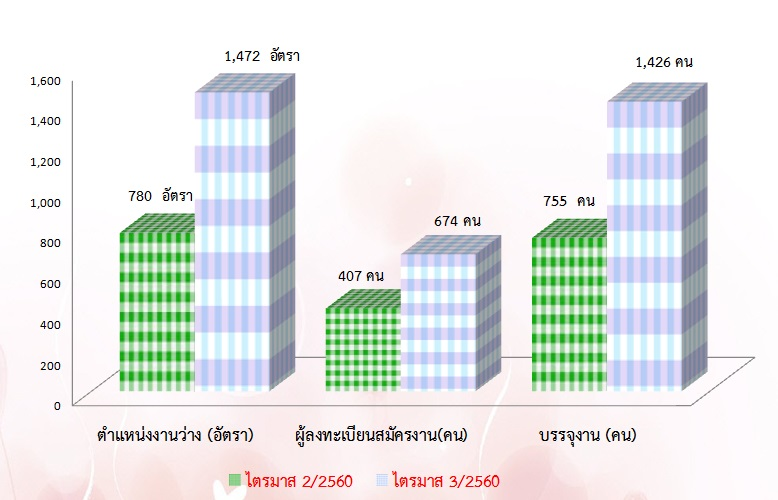 1,472 อัตรา
1,426 คน
1,600
1,400
1,200
780 อัตรา
755 คน
1,000
674 คน
800
407 คน
600
400
200
0
ตำแหน่งงานว่าง (อัตรา)
ผู้ลงทะเบียนสมัครงาน(คน)
บรรจุงาน (คน)
ไตรมาส 2/2560
ไตรมาส 3/2560